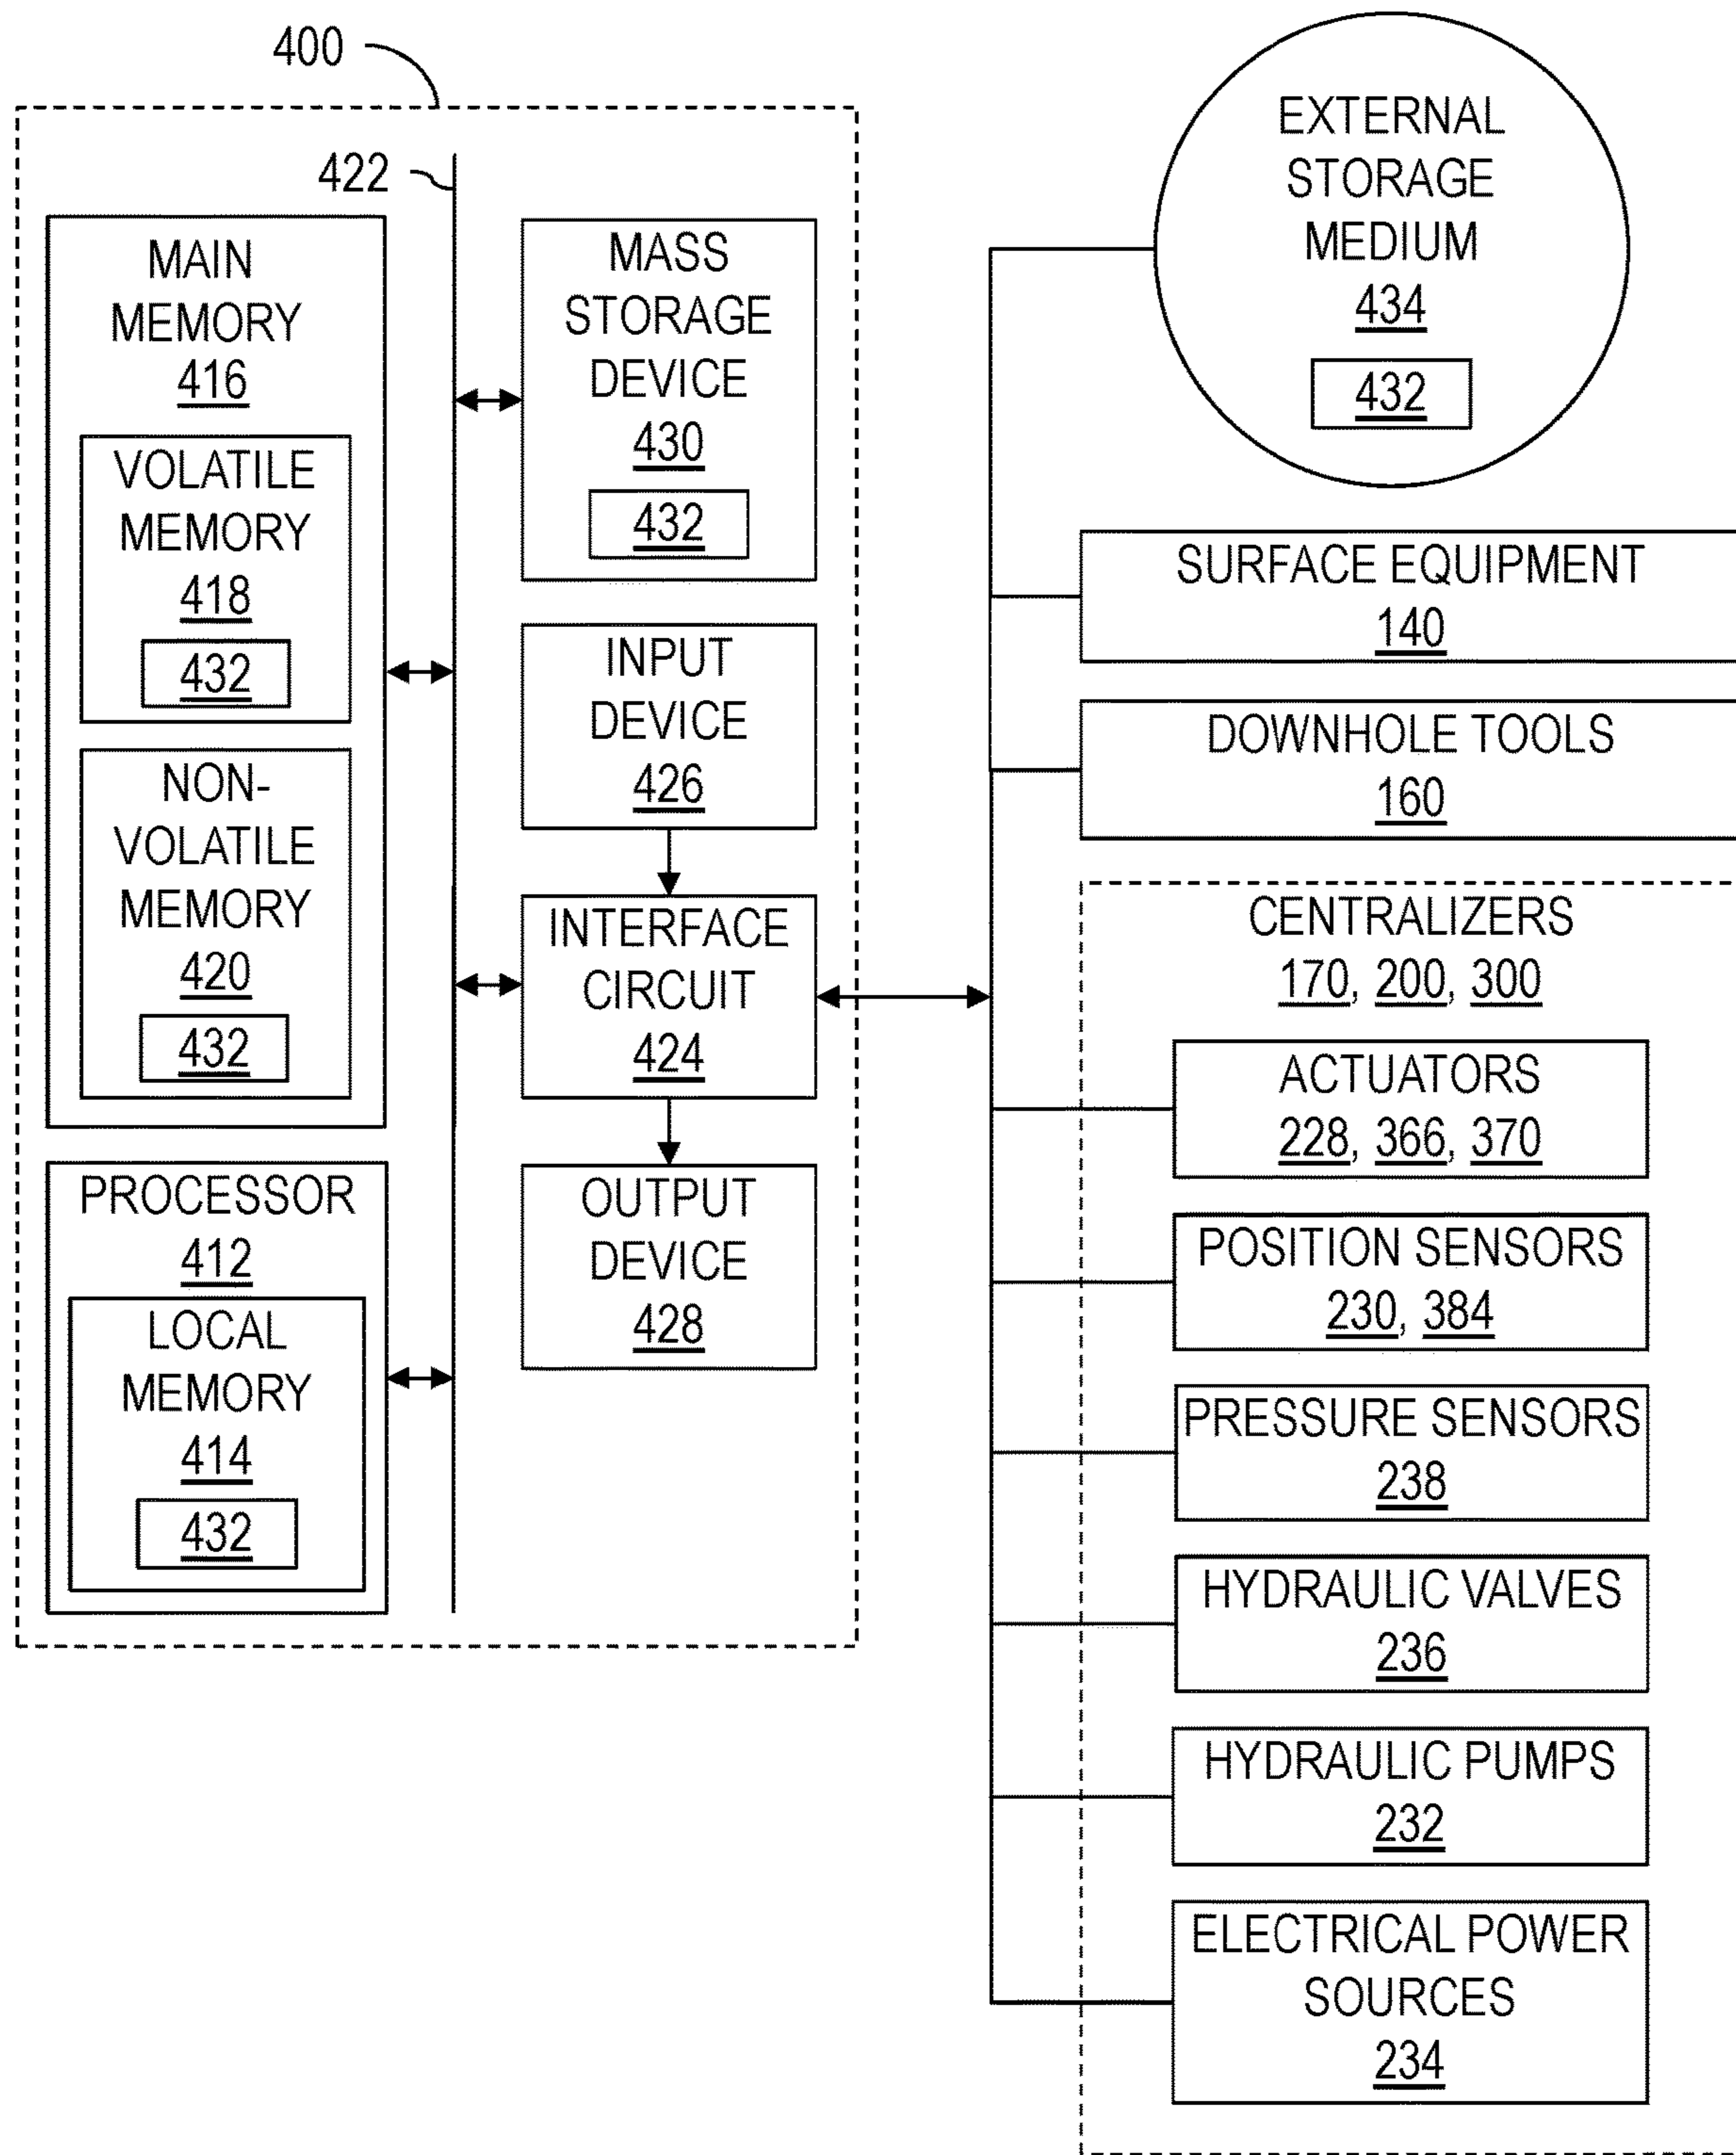 400
422
MAIN
MEMORY
416
VOLATILE
MEMORY
418
432
NON-
VOLATILE
MEMORY
420
432
PROCESSOR
412
LOCAL
MEMORY
414
432
MASS
STORAGE
DEVICE
430
432
INPUT
DEVICE
426
INTERFACE
CIRCUIT
424
OUTPUT
DEVICE
428
EXTERNAL
STORAGE
MEDIUM
434
432
SURFACE EQUIPMENT
140
DOWNHOLE TOOLS
160
CENTRALIZERS
170, 200, 300
ACTUATORS
228, 366, 370
POSITION SENSORS
230, 384
PRESSURE SENSORS
238
HYDRAULIC VALVES
236
HYDRAULIC PUMPS
232
ELECTRICAL POWER
SOURCES
234